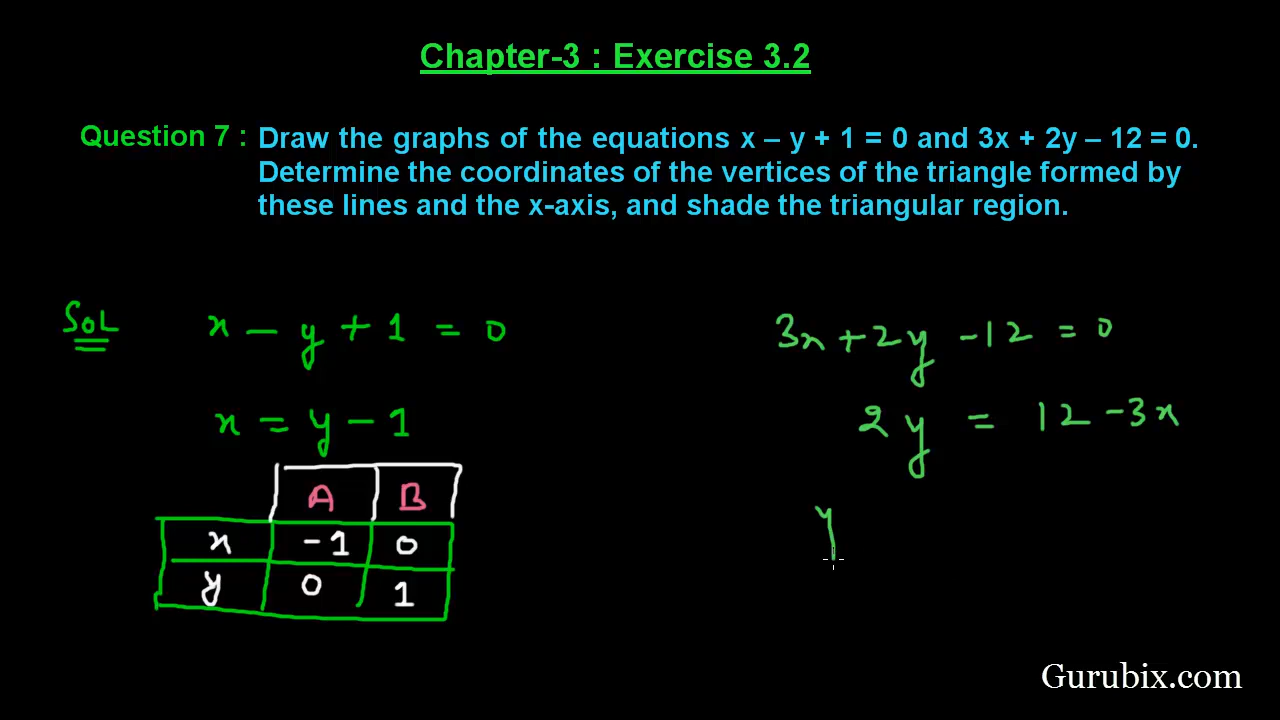 Chapter-3 : Exercise 3.2
Question 7 : Draw the graphs of the equations x – y + 1 = 0 and 3x + 2y – 12 = 0.
Determine the coordinates of the vertices of the triangle formed by
these lines and the x-axis, and shade the triangular region.
SOL x – y + 1 = 0
x = y – 1
A B
x -1 0
y 0 1
3x + 2y - 12 = 0
2y = 12 - 3x
y
Gurubix.com